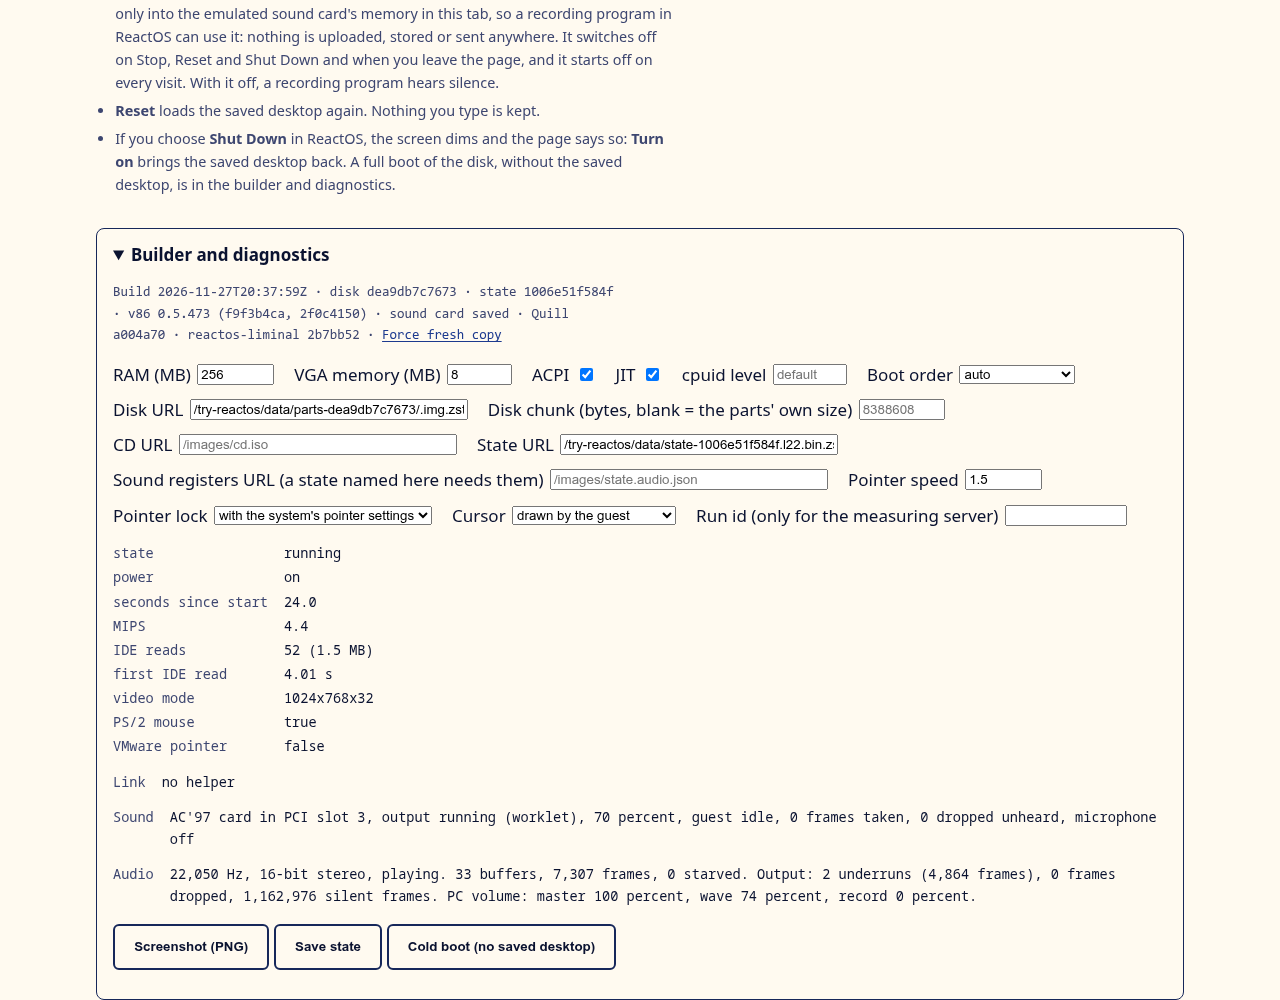 only into the emulated sound card's memory in this tab, so a recording program in
ReactOS can use it: nothing is uploaded, stored or sent anywhere. It switches off
on Stop, Reset and Shut Down and when you leave the page, and it starts off on
every visit. With it off, a recording program hears silence.
• Reset loads the saved desktop again. Nothing you type is kept.
• If you choose Shut Down in ReactOS, the screen dims and the page says so: Turn
on brings the saved desktop back. A full boot of the disk, without the saved
desktop, is in the builder and diagnostics.
▼ Builder and diagnostics
Build 2026-11-27T20:37:59Z · disk dea9db7c7673 · state 1006e51f584f
· v86 0.5.473 (f9f3b4ca, 2f0c4150) · sound card saved · Quill
a004a70 · reactos-liminal 2b7bb52 · Force fresh copy
RAM (MB) 256 VGA memory (MB) 8 ACPI JIT cpuid level default Boot order auto
Disk URL /try-reactos/data/parts-dea9db7c7673/.img.zst Disk chunk (bytes, blank = the parts' own size) 8388608
CD URL /images/cd.iso State URL /try-reactos/data/state-1006e51f584f.l22.bin.zs
Sound registers URL (a state named here needs them) /images/state.audio.json Pointer speed 1.5
Pointer lock with the system's pointer settings Cursor drawn by the guest Run id (only for the measuring server)
state running
power on
seconds since start 24.0
MIPS 4.4
IDE reads 52 (1.5 MB)
first IDE read 4.01 s
video mode 1024x768x32
PS/2 mouse true
VMware pointer false
Link no helper
Sound AC'97 card in PCI slot 3, output running (worklet), 70 percent, guest idle, 0 frames taken, 0 dropped unheard, microphone
off
Audio 22,050 Hz, 16-bit stereo, playing. 33 buffers, 7,307 frames, 0 starved. Output: 2 underruns (4,864 frames), 0 frames
dropped, 1,162,976 silent frames. PC volume: master 100 percent, wave 74 percent, record 0 percent.
Screenshot (PNG) Save state Cold boot (no saved desktop)